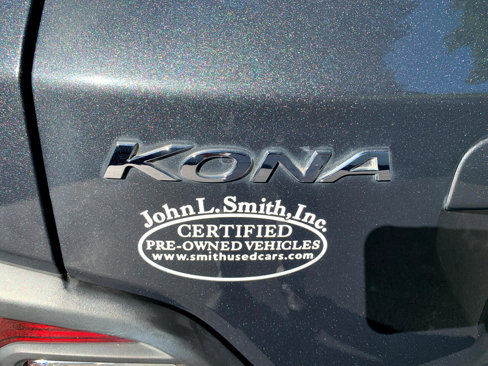 KONA
John L. Smith, Inc.
CERTIFIED
PRE-OWNED VEHICLES
www.smithusedcars.com